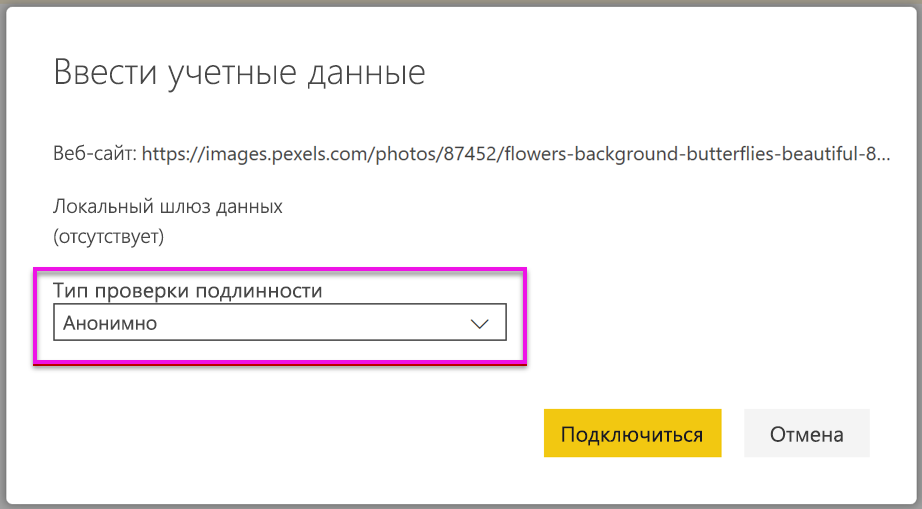 Ввести учетные данные
Веб-сайт: https://images.pexels.com/photos/87452/flowers-background-butterflies-beautiful-8...
Локальный шлюз данных
(отсутствует)
Тип проверки подлинности
Анонимно
Подключиться Отмена